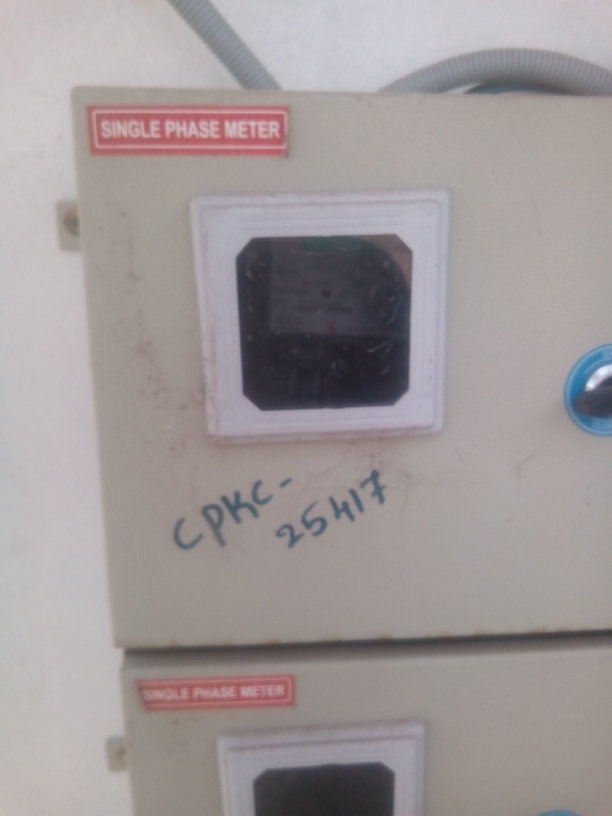 SINGLE PHASE METER
CPKC-
25417
SINGLE PHASE METER